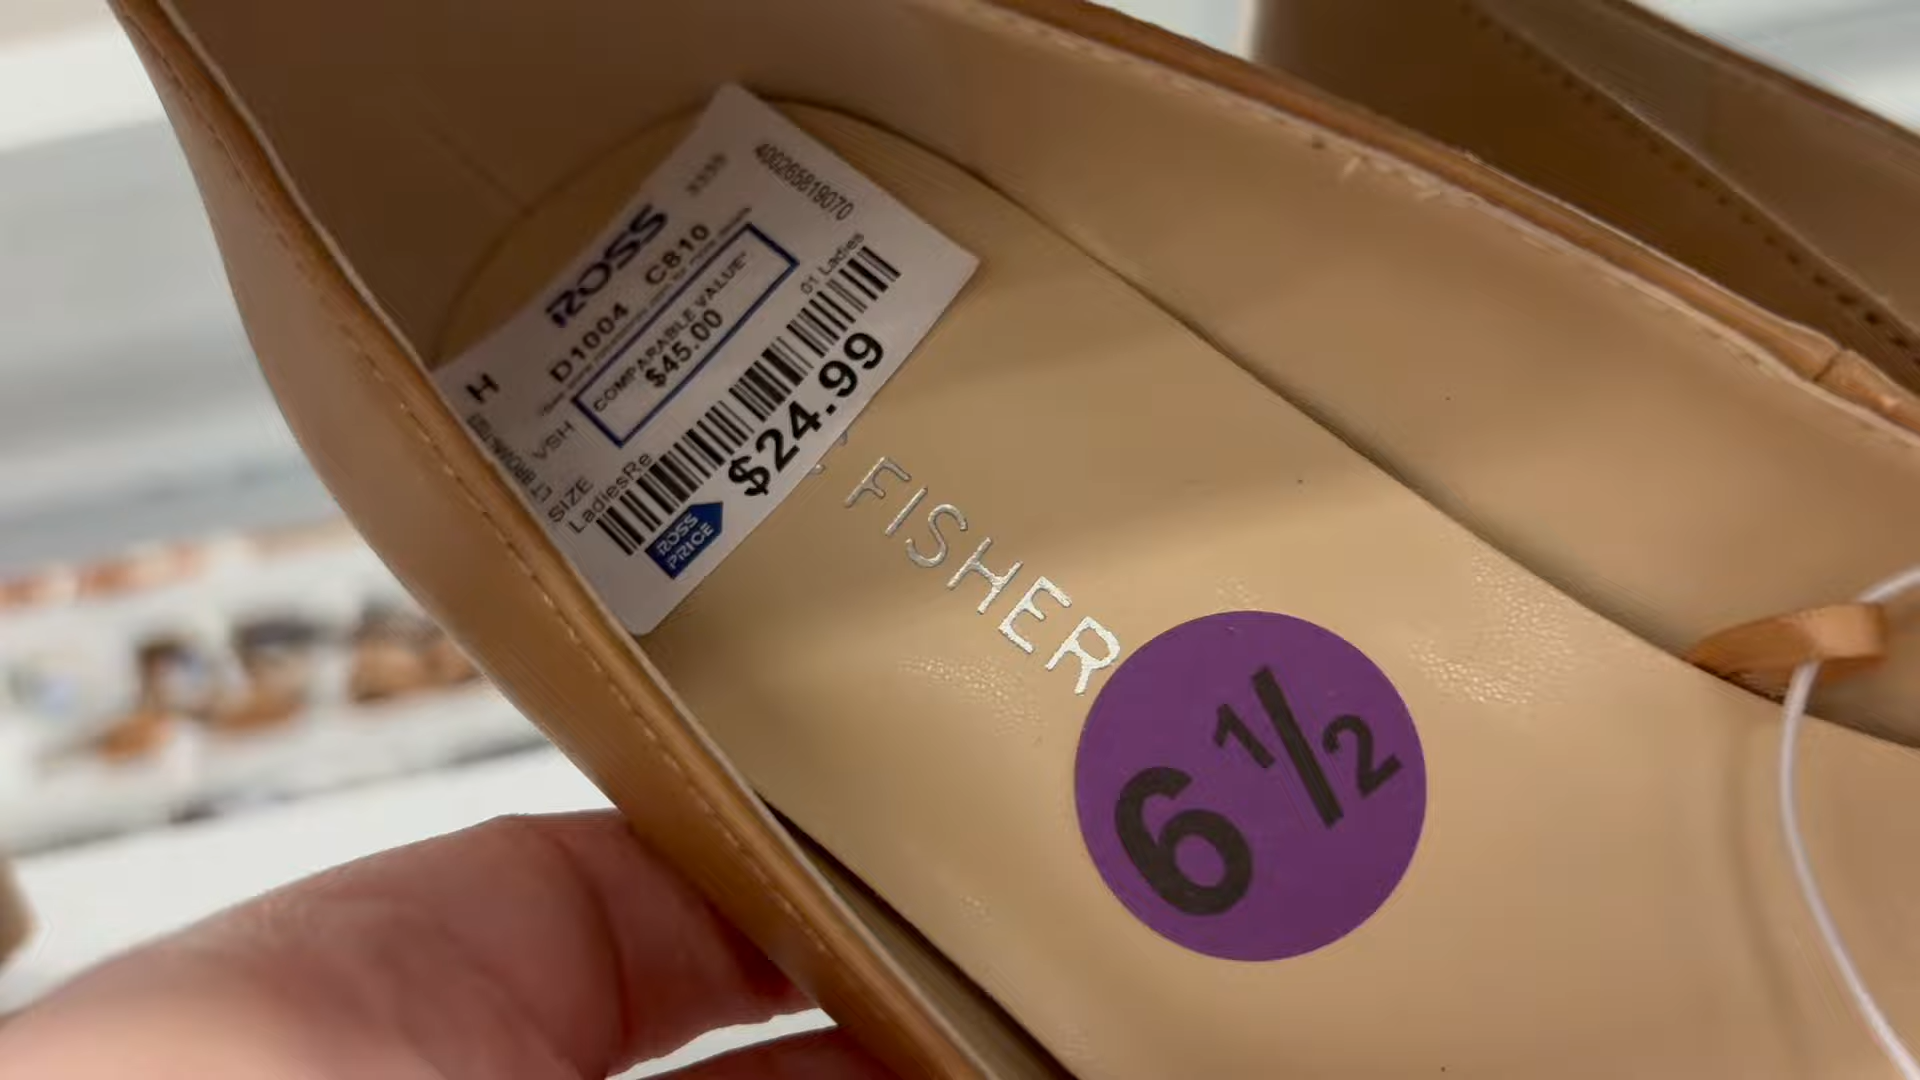 400265819070
ROSS
D1004 C810
COMPARABLE VALUE*
$45.00
H
VSH
01 Ladies
SIZE
LadiesRe
$24.99
ROSS
PRICE
FISHER
6 1/2